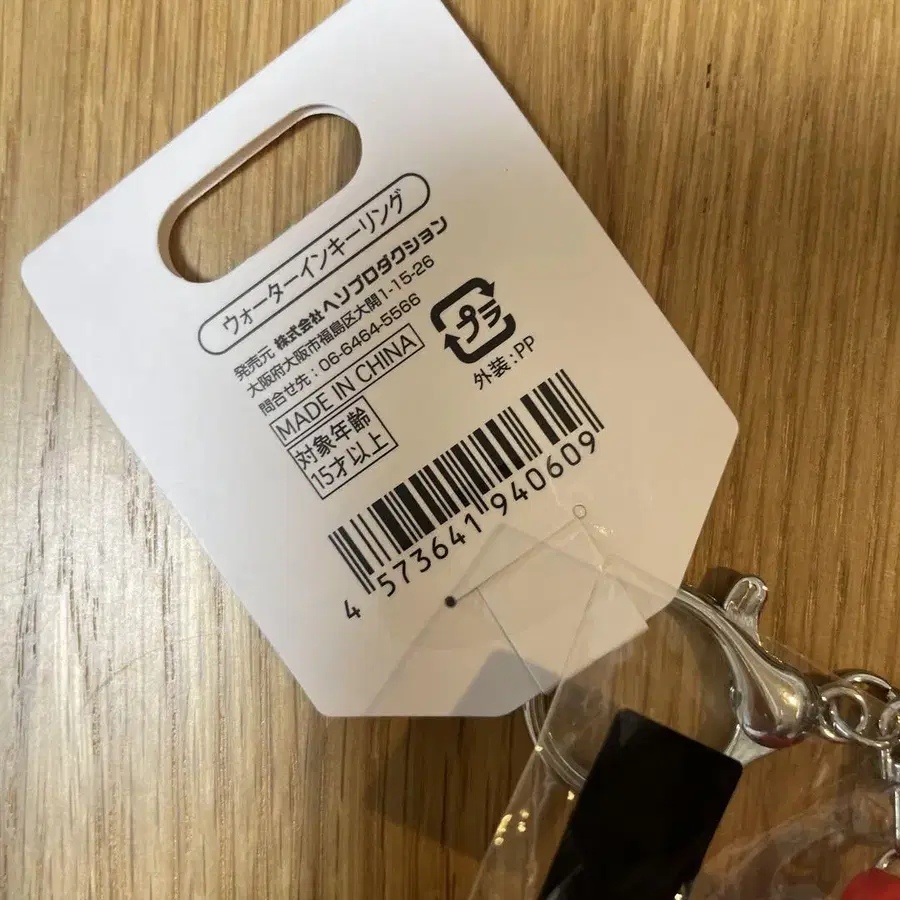 ウォーターインキーリング
発売元 株式会社ヘソプロダクション
大阪府大阪市福島区大開1-15-26
問合せ先：06-6464-5566
MADE IN CHINA
対象年齢
15才以上
プラ
外装：PP
4 573641 940609